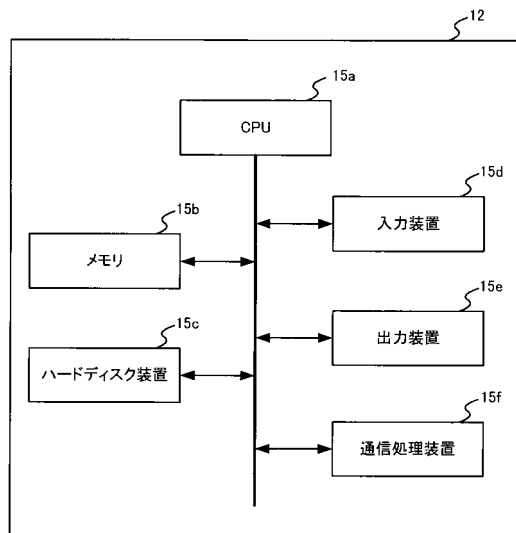 12
15a
CPU
15d
入力装置
15b
メモリ
15e
出力装置
15c
ハードディスク装置
15f
通信処理装置